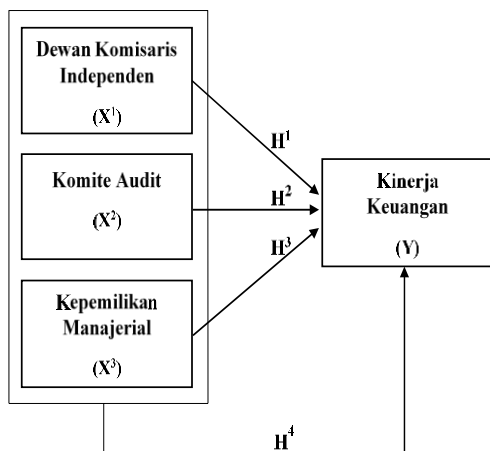 Dewan Komisaris
Independen
(X¹)
H¹
Komite Audit
(X²)
H²
Kinerja
Keuangan
(Y)
H³
Kepemilikan
Manajerial
(X³)
H⁴